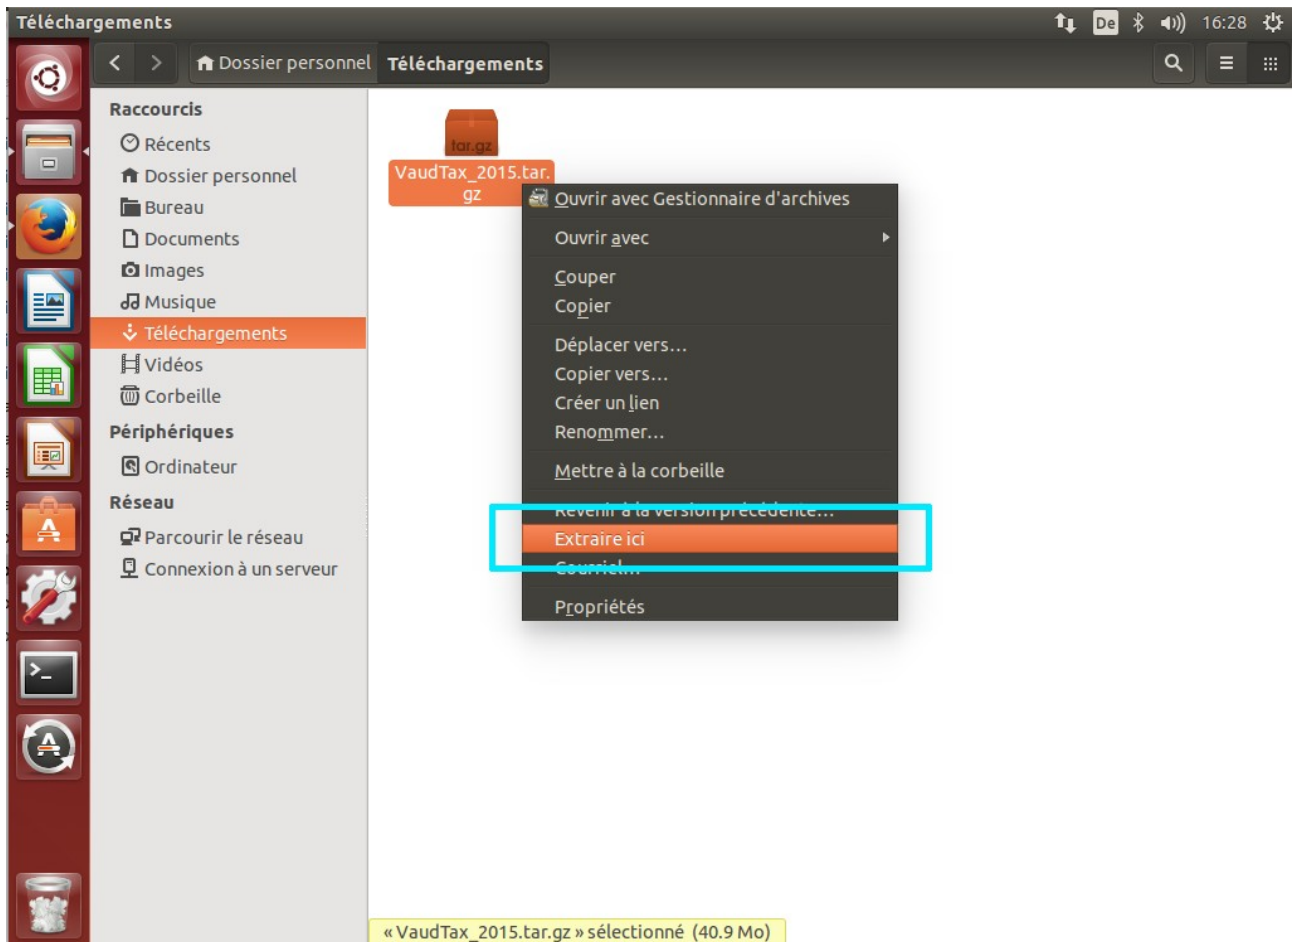 Téléchargements
De
16:28
Dossier personnel
Téléchargements
Raccourcis
Récents
Dossier personnel
Bureau
Documents
Images
Musique
Téléchargements
Vidéos
Corbeille
Périphériques
Ordinateur
Réseau
Parcourir le réseau
Connexion à un serveur
tar.gz
VaudTax_2015.tar.
gz
Ouvrir avec Gestionnaire d'archives
Ouvrir avec
Couper
Copier
Déplacer vers...
Copier vers...
Créer un lien
Renommer...
Mettre à la corbeille
Revenir à la version précédente...
Extraire ici
Courriel...
Propriétés
« VaudTax_2015.tar.gz » sélectionné (40.9 Mo)